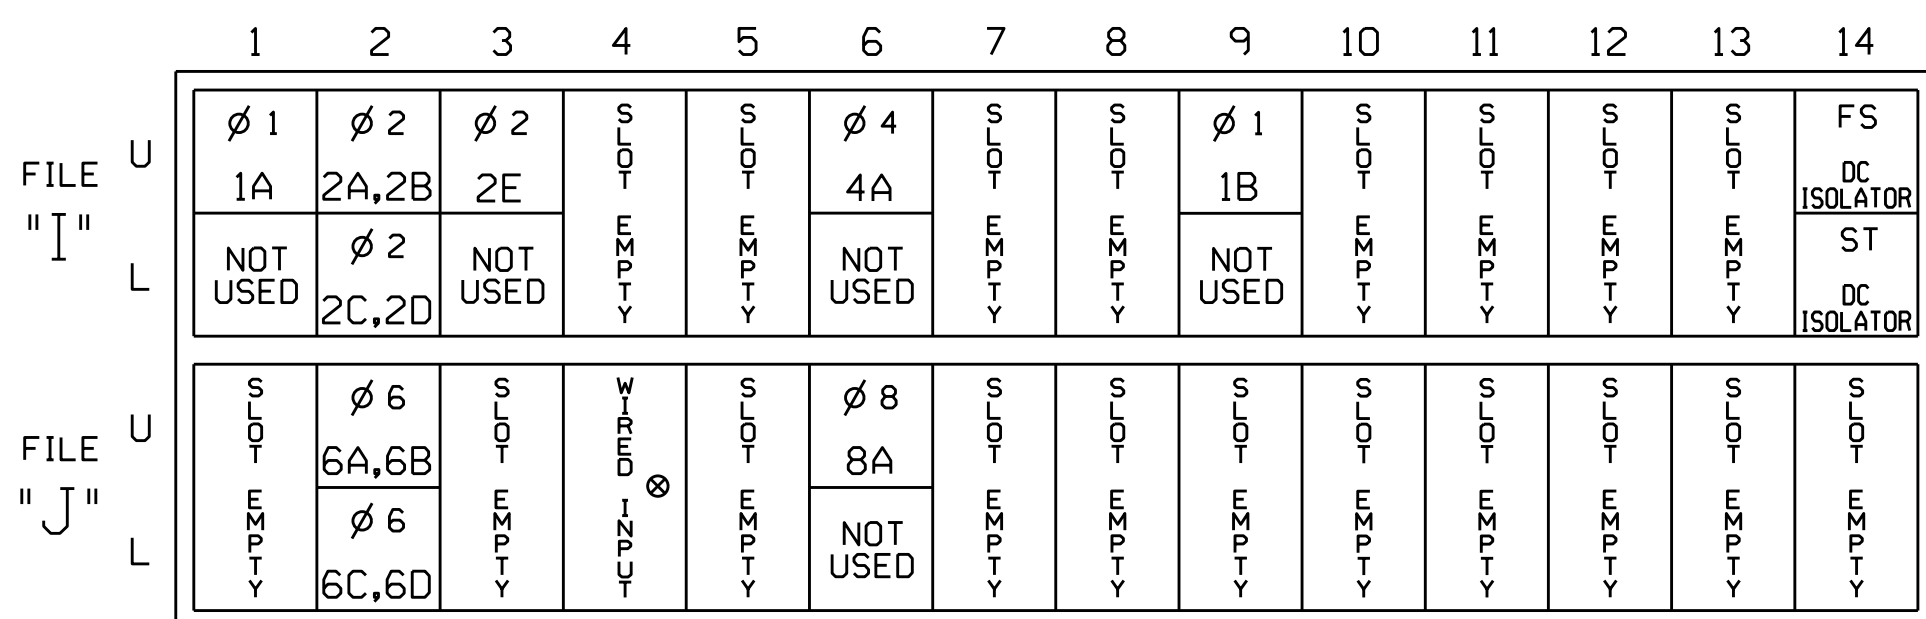 1 2 3 4 5 6 7 8 9 10 11 12 13 14
FILE "I"
U
L
Ø 1
1A
NOT
USED
Ø 2
2A,2B
Ø 2
2C,2D
Ø 2
2E
NOT
USED
SLOT EMPTY
SLOT EMPTY
Ø 4
4A
NOT
USED
SLOT EMPTY
SLOT EMPTY
Ø 1
1B
NOT
USED
SLOT EMPTY
SLOT EMPTY
SLOT EMPTY
SLOT EMPTY
FS
DC
ISOLATOR
ST
DC
ISOLATOR
FILE "J"
U
L
SLOT EMPTY
Ø 6
6A,6B
Ø 6
6C,6D
SLOT EMPTY
WIRED INPUT
⊗
SLOT EMPTY
Ø 8
8A
NOT
USED
SLOT EMPTY
SLOT EMPTY
SLOT EMPTY
SLOT EMPTY
SLOT EMPTY
SLOT EMPTY
SLOT EMPTY
SLOT EMPTY